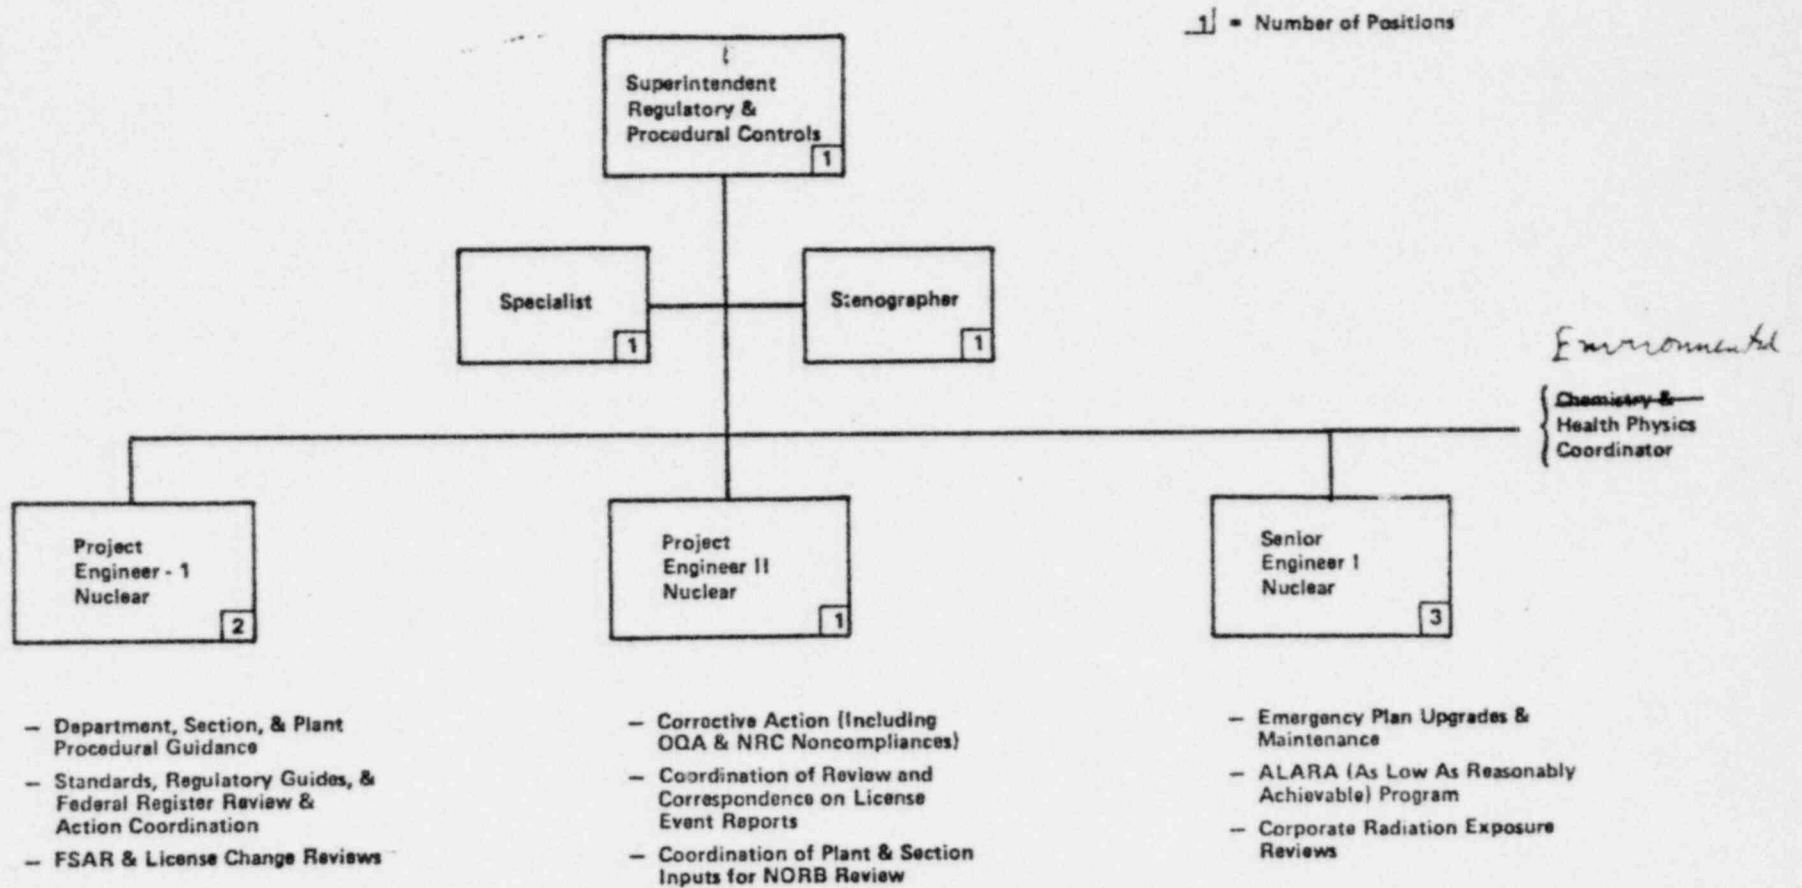 1 = Number of Positions
Superintendent
Regulatory &
Procedural Controls
1
Specialist
1
Stenographer
1
Environmental
Chemistry &
Health Physics
Coordinator
Project
Engineer - 1
Nuclear
2
Project
Engineer II
Nuclear
1
Senior
Engineer I
Nuclear
3
— Department, Section, & Plant
Procedural Guidance
— Standards, Regulatory Guides, &
Federal Register Review &
Action Coordination
— FSAR & License Change Reviews
— Corrective Action (Including
OQA & NRC Noncompliances)
— Coordination of Review and
Correspondence on License
Event Reports
— Coordination of Plant & Section
Inputs for NORB Review
— Emergency Plan Upgrades &
Maintenance
— ALARA (As Low As Reasonably
Achievable) Program
— Corporate Radiation Exposure
Reviews